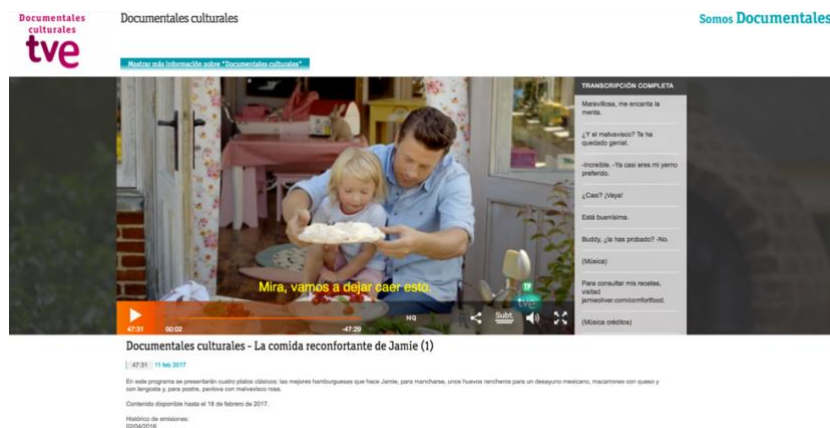 Documentales
culturales
tve
Documentales culturales
Somos Documentales
Mostrar más información sobre "Documentales culturales"
TRANSCRIPCIÓN COMPLETA
Maravillosa, me encanta la
menta.
¿Y el malvavisco? Te ha
quedado genial.
-Increíble. -Ya casi eres mi yerno
preferido.
¿Casi? ¡Vaya!
Está buenísima.
Buddy, ¿la has probado? -No.
(Música)
Para consultar mis recetas,
visitad
jamieoliver.com/comfortfood.
(Música créditos)
Mira, vamos a dejar caer esto.
TP
tve
47:31
00:02
-47:29
HQ
Subt.
Documentales culturales - La comida reconfortante de Jamie (1)
47:31 11 feb 2017
En este programa se presentarán cuatro platos clásicos: las mejores hamburguesas que hace Jamie, para mancharse, unos huevos rancheros para un desayuno mexicano, macarrones con queso y
con langosta y, para postre, pavlova con malvavisco rosa.
Contenido disponible hasta el 18 de febrero de 2017.
Histórico de emisiones:
02/04/2016